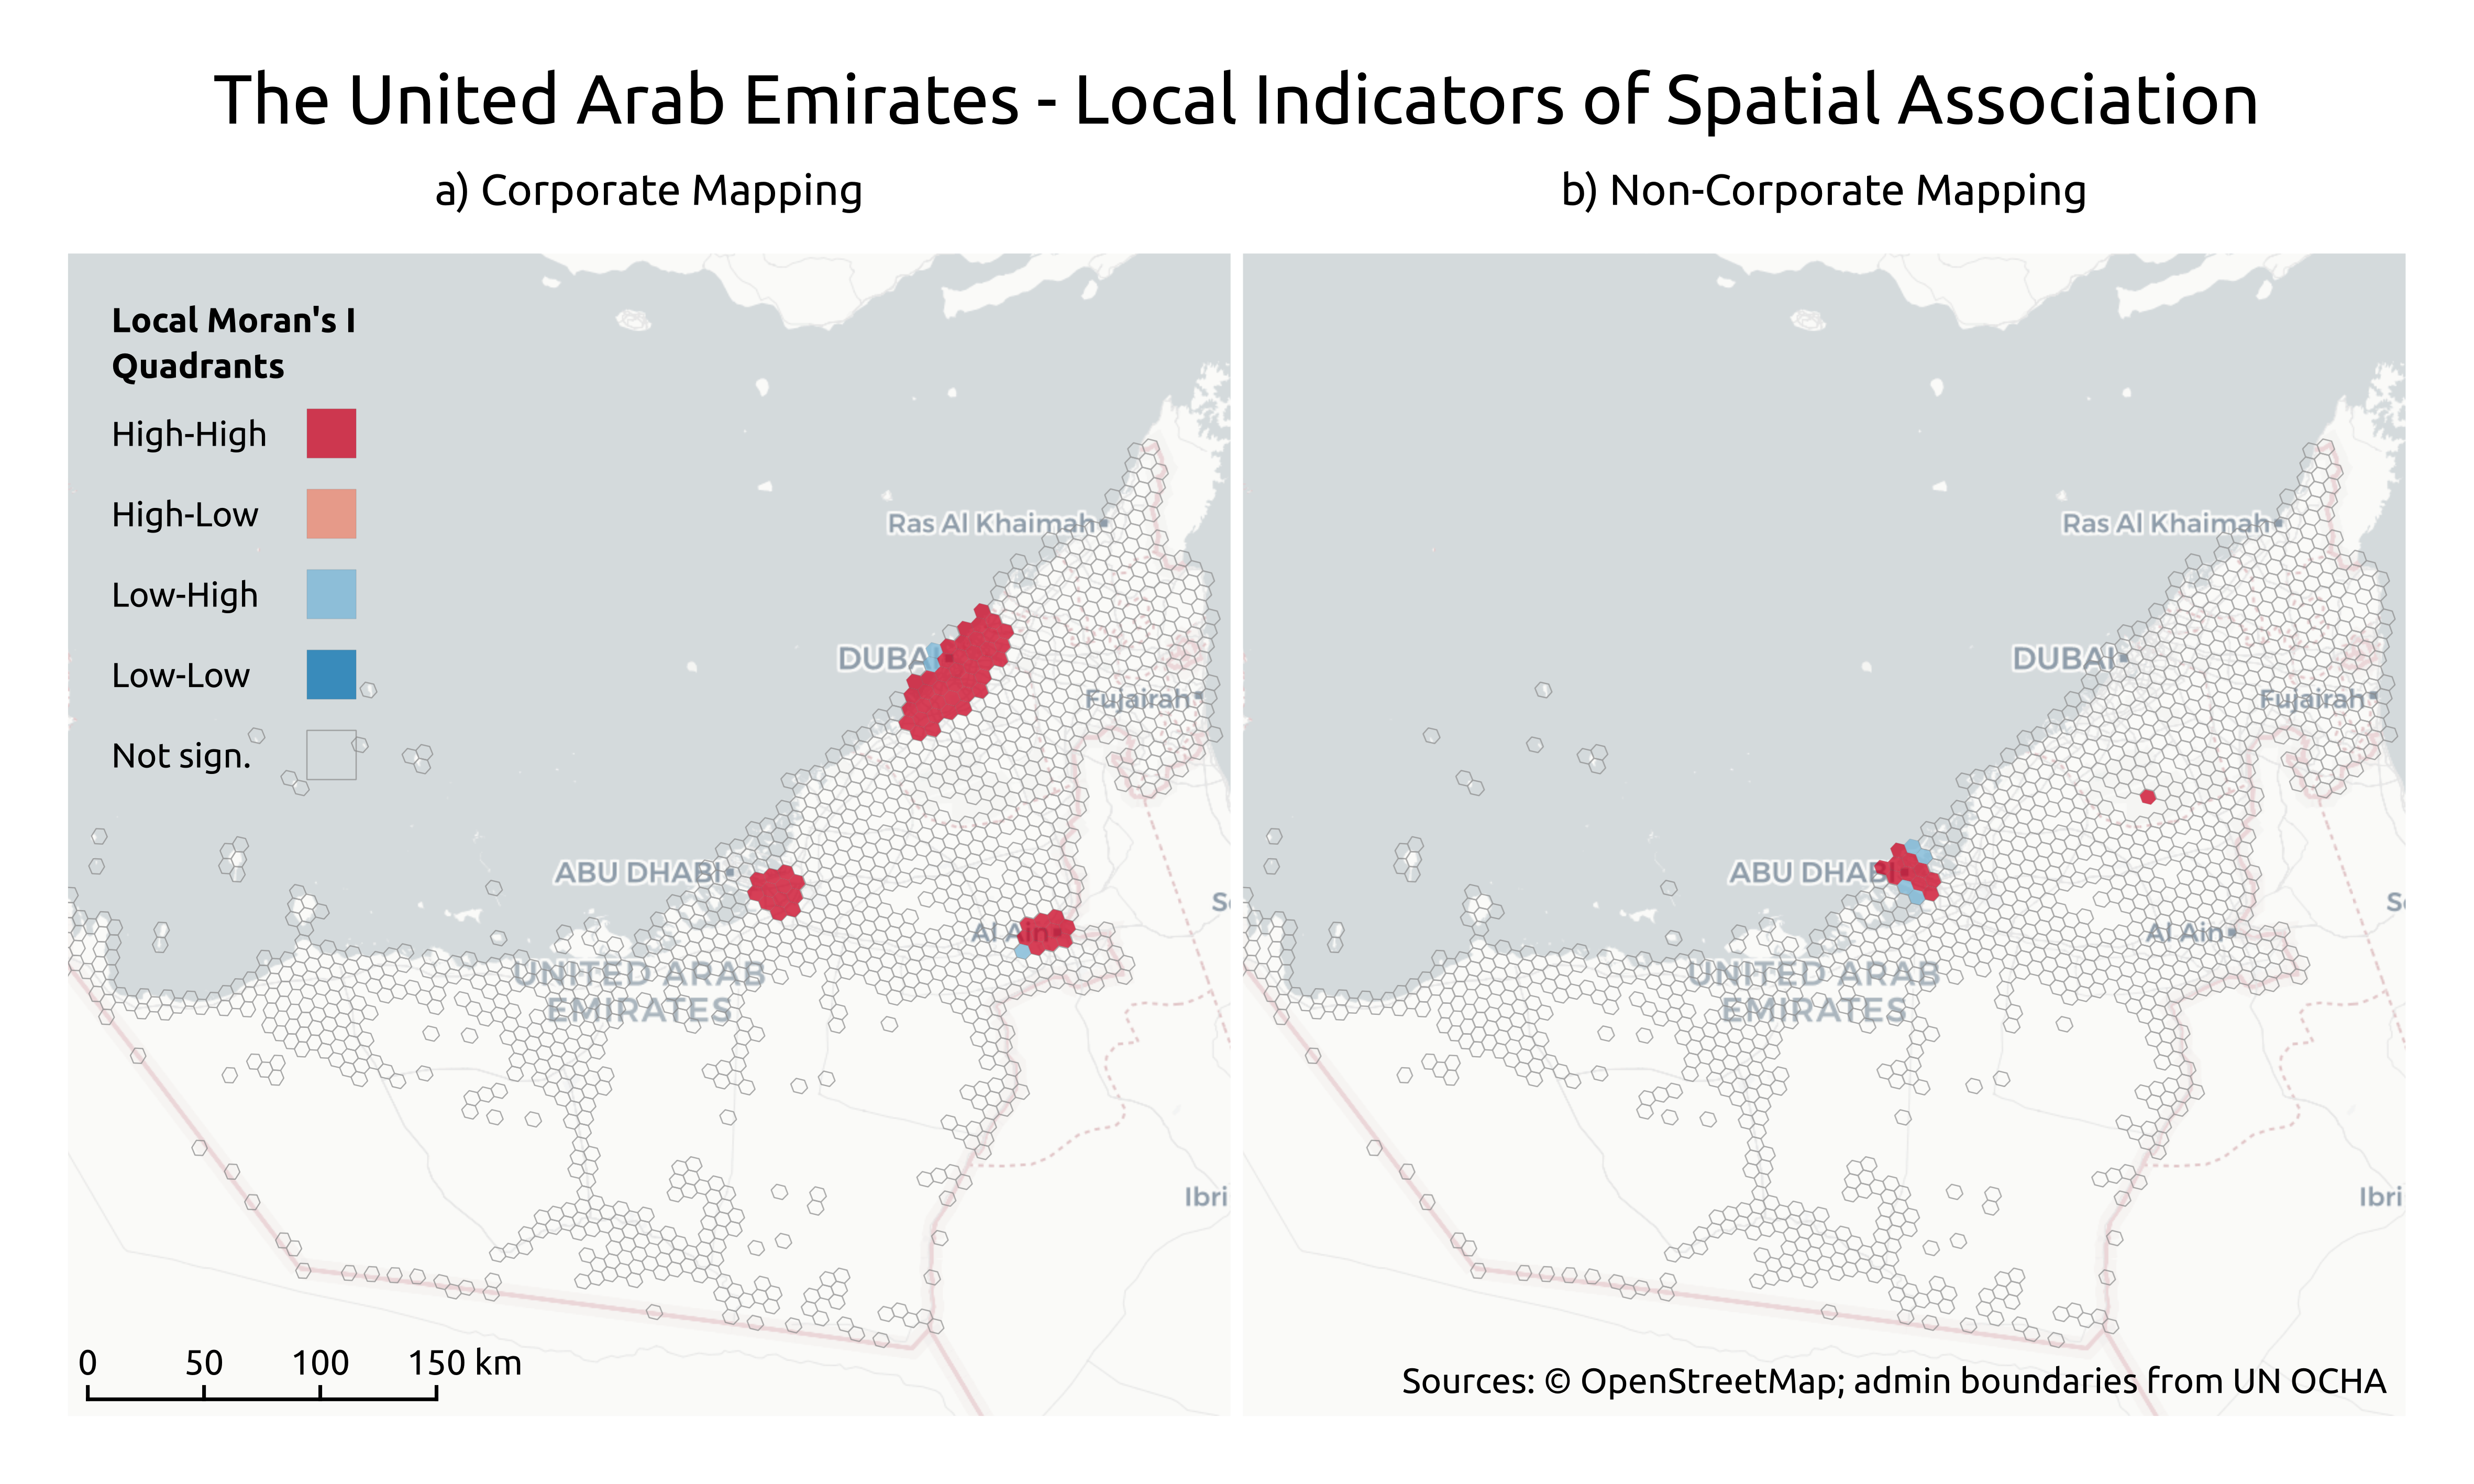 The United Arab Emirates - Local Indicators of Spatial Association
a) Corporate Mapping
b) Non-Corporate Mapping
Local Moran's I
Quadrants
High-High
High-Low
Low-High
Low-Low
Not sign.
Ras Al Khaimah
DUBAI
Fujairah
ABU DHABI
Al Ain
UNITED ARAB
EMIRATES
Ibri
0 50 100 150 km
Ras Al Khaimah
DUBAI
Fujairah
ABU DHABI
Al Ain
UNITED ARAB
EMIRATES
Ibri
Sources: © OpenStreetMap; admin boundaries from UN OCHA